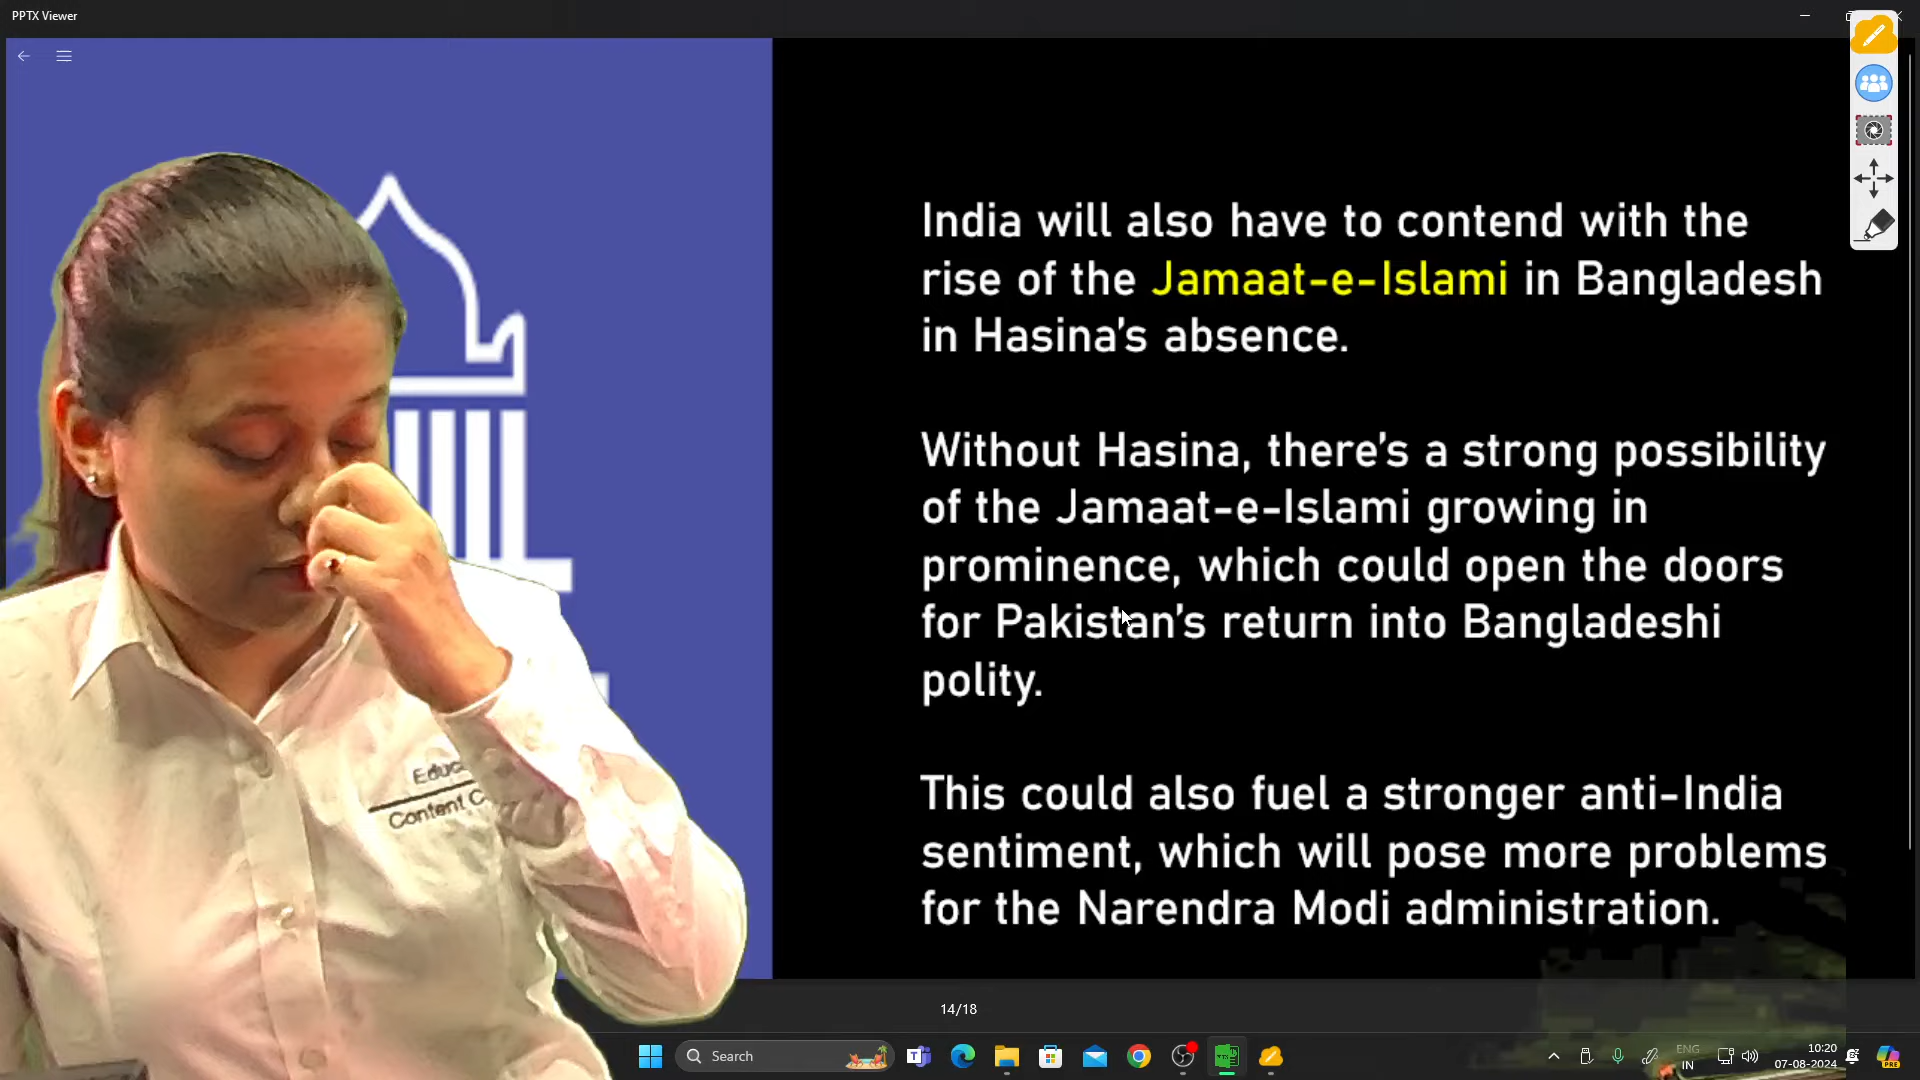 PPTX Viewer
India will also have to contend with the
rise of the Jamaat-e-Islami in Bangladesh
in Hasina's absence.
Without Hasina, there's a strong possibility
of the Jamaat-e-Islami growing in
prominence, which could open the doors
for Pakistan's return into Bangladeshi
polity.
This could also fuel a stronger anti-India
sentiment, which will pose more problems
for the Narendra Modi administration.
Content
14/18
Search
ENG
IN
10:20
07-08-2024
PRE